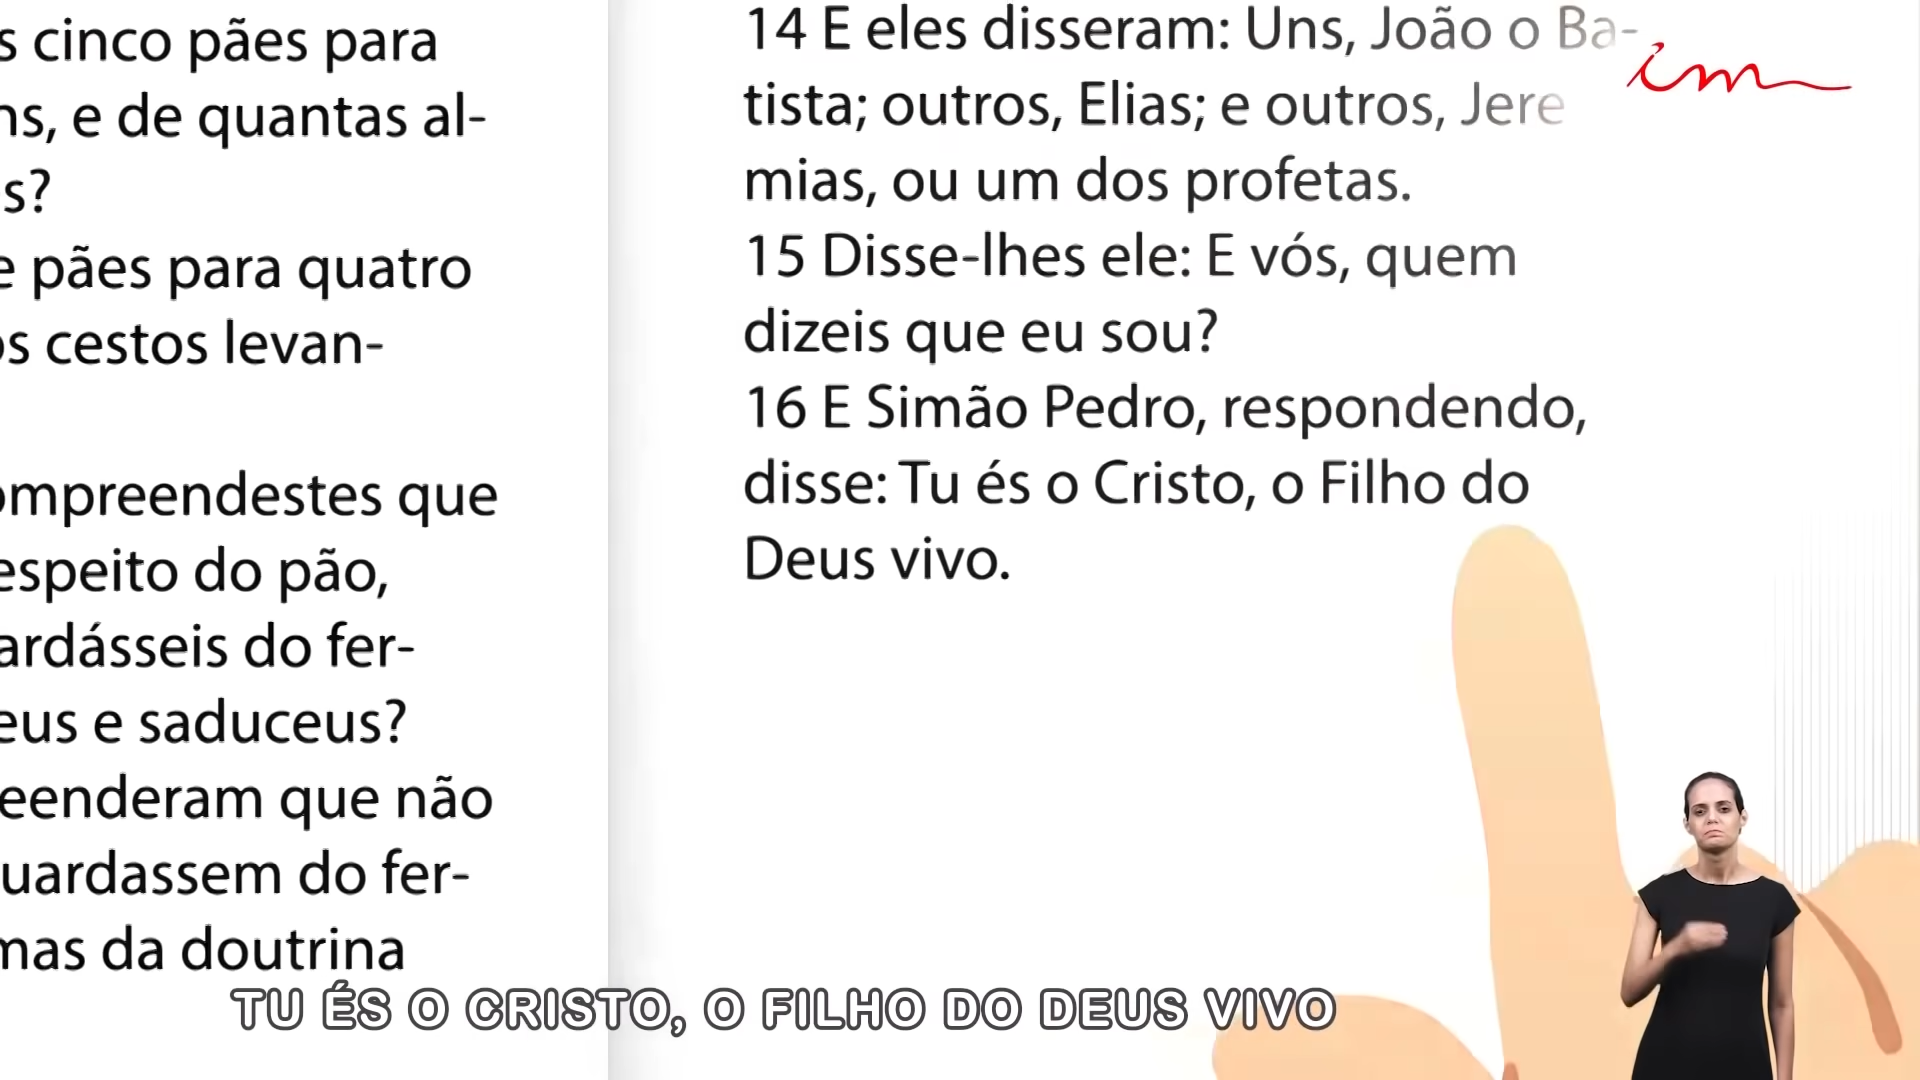 s cinco pães para
ns, e de quantas al-
s?
e pães para quatro
os cestos levan-
ompreendestes que
espeito do pão,
ardásseis do fer-
eus e saduceus?
eenderam que não
uardassem do fer-
mas da doutrina
14 E eles disseram: Uns, João o Ba-
tista; outros, Elias; e outros, Jere
mias, ou um dos profetas.
15 Disse-lhes ele: E vós, quem
dizeis que eu sou?
16 E Simão Pedro, respondendo,
disse: Tu és o Cristo, o Filho do
Deus vivo.
im
TU ÉS O CRISTO, O FILHO DO DEUS VIVO